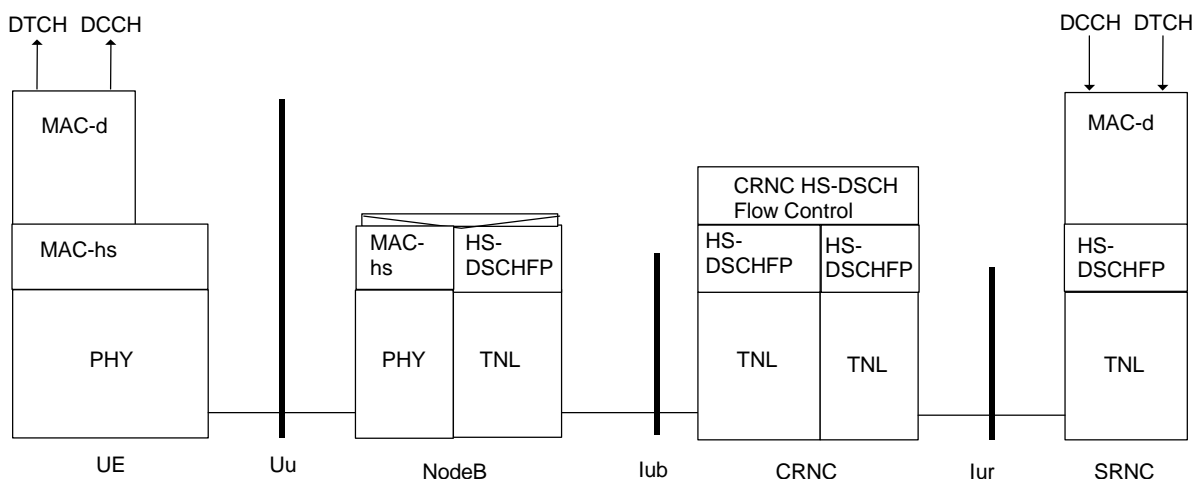 DTCH DCCH
DCCH DTCH
MAC-d
MAC-d
CRNC HS-DSCH
Flow Control
MAC-hs
MAC-
hs
HS-
DSCHFP
HS-
DSCHFP
HS-
DSCHFP
HS-
DSCHFP
PHY
PHY
TNL
TNL
TNL
TNL
UE
Uu
NodeB
Iub
CRNC
Iur
SRNC